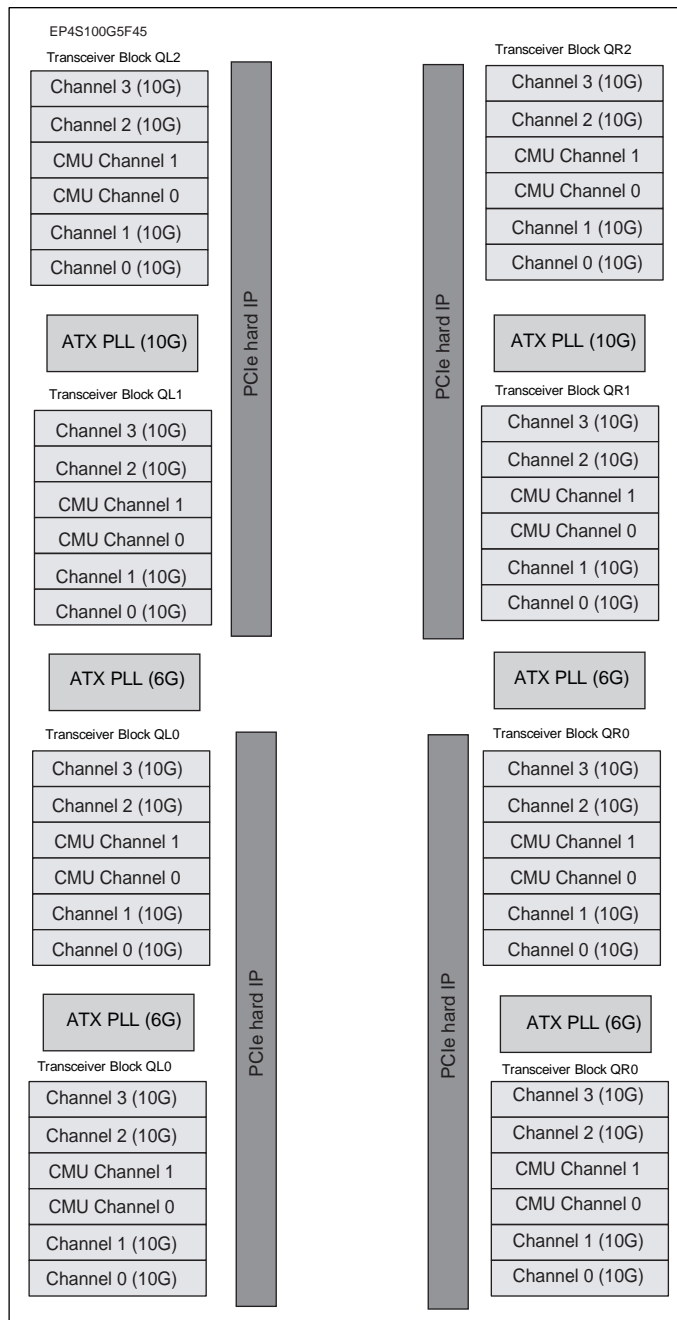 EP4S100G5F45
Transceiver Block QL2
Channel 3 (10G)
Channel 2 (10G)
CMU Channel 1
CMU Channel 0
Channel 1 (10G)
Channel 0 (10G)
ATX PLL (10G)
Transceiver Block QL1
Channel 3 (10G)
Channel 2 (10G)
CMU Channel 1
CMU Channel 0
Channel 1 (10G)
Channel 0 (10G)
ATX PLL (6G)
Transceiver Block QL0
Channel 3 (10G)
Channel 2 (10G)
CMU Channel 1
CMU Channel 0
Channel 1 (10G)
Channel 0 (10G)
ATX PLL (6G)
Transceiver Block QL0
Channel 3 (10G)
Channel 2 (10G)
CMU Channel 1
CMU Channel 0
Channel 1 (10G)
Channel 0 (10G)
PCIe hard IP
PCIe hard IP
PCIe hard IP
PCIe hard IP
Transceiver Block QR2
Channel 3 (10G)
Channel 2 (10G)
CMU Channel 1
CMU Channel 0
Channel 1 (10G)
Channel 0 (10G)
ATX PLL (10G)
Transceiver Block QR1
Channel 3 (10G)
Channel 2 (10G)
CMU Channel 1
CMU Channel 0
Channel 1 (10G)
Channel 0 (10G)
ATX PLL (6G)
Transceiver Block QR0
Channel 3 (10G)
Channel 2 (10G)
CMU Channel 1
CMU Channel 0
Channel 1 (10G)
Channel 0 (10G)
ATX PLL (6G)
Transceiver Block QR0
Channel 3 (10G)
Channel 2 (10G)
CMU Channel 1
CMU Channel 0
Channel 1 (10G)
Channel 0 (10G)